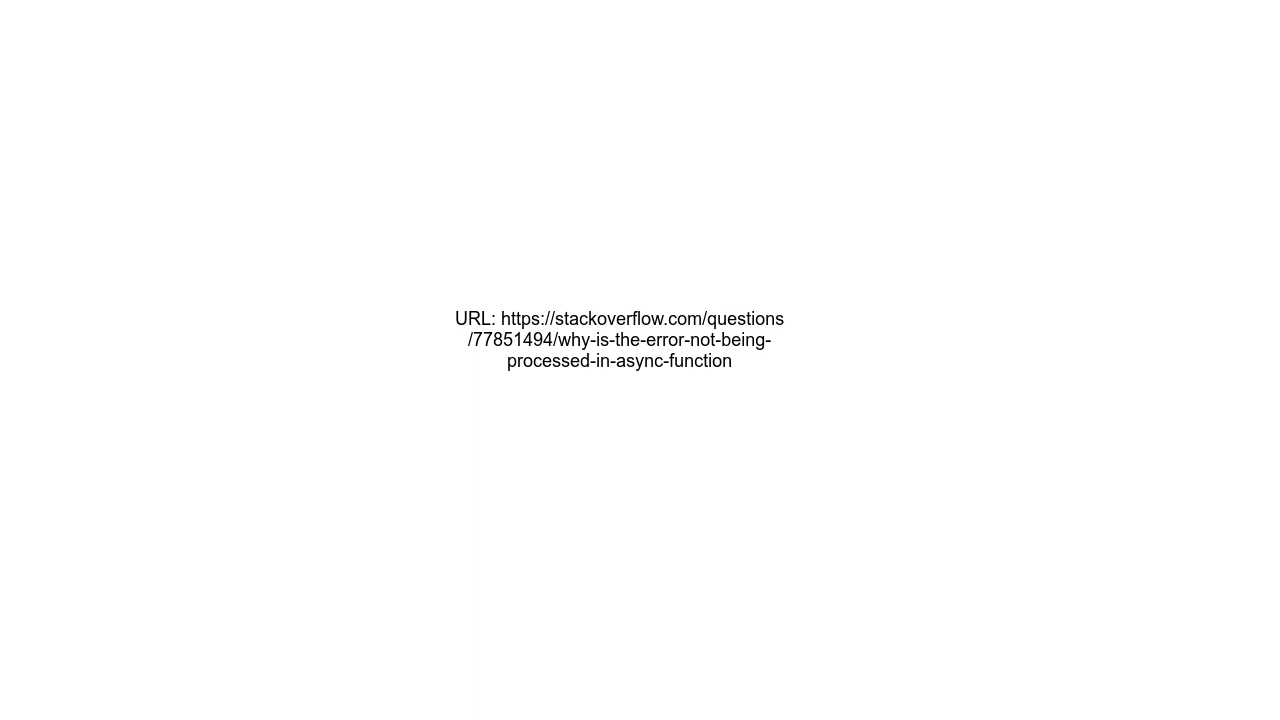 URL: https://stackoverflow.com/questions
/77851494/why-is-the-error-not-being-
processed-in-async-function